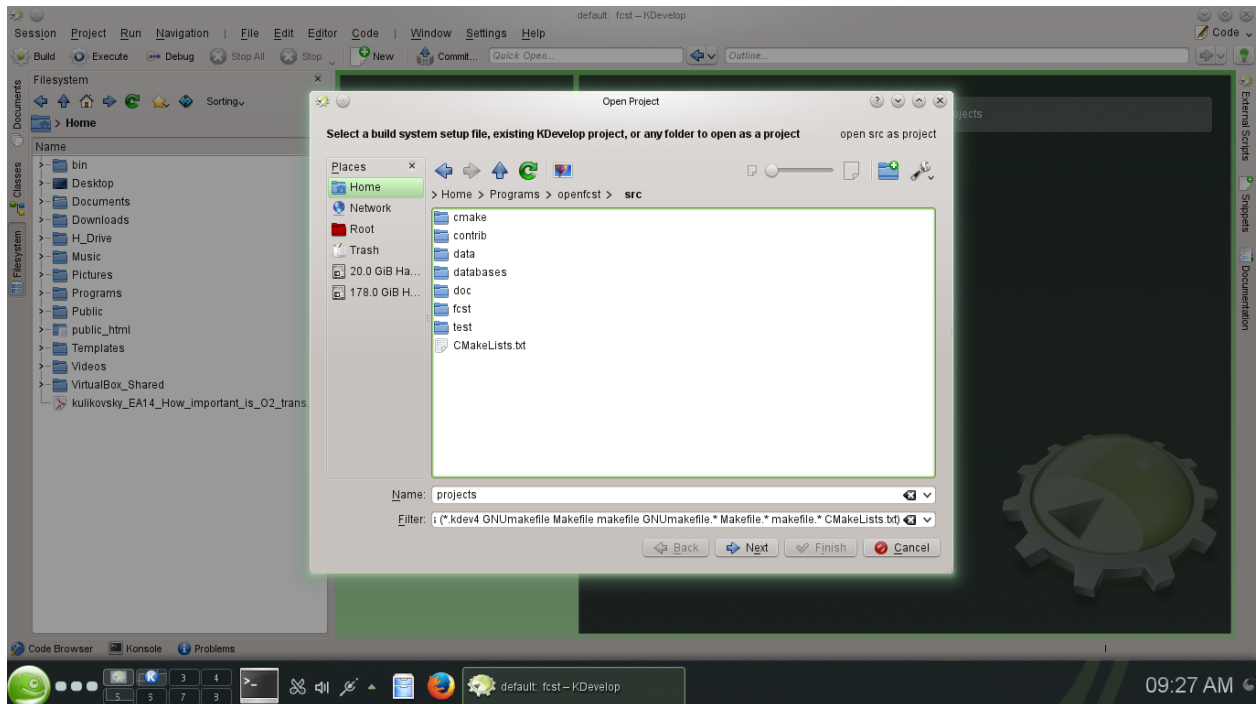 default: fcst – KDevelop
Session Project Run Navigation | File Edit Editor Code | Window Settings Help
Code
Build Execute Debug Stop All Stop New Commit... Quick Open... Outline...
Filesystem
Sorting
> Home
Name
bin
Desktop
Documents
Downloads
H_Drive
Music
Pictures
Programs
Public
public_html
Templates
Videos
VirtualBox_Shared
kulikovsky_EA14_How_important_is_O2_trans
Documents
Classes
Filesystem
Open Project
Select a build system setup file, existing KDevelop project, or any folder to open as a project
open src as project
Places
Home
Network
Root
Trash
20.0 GiB Ha...
178.0 GiB H...
> Home > Programs > openfcst > src
cmake
contrib
data
databases
doc
fcst
test
CMakeLists.txt
Name: projects
Filter: (*.kdev4 GNUmakefile Makefile makefile GNUmakefile.* Makefile.* makefile.* CMakeLists.txt)
Back Next Finish Cancel
ojects
External Scripts
Snippets
Documentation
Code Browser Konsole Problems
3 4
5 5 7 3
default: fcst – KDevelop
09:27 AM